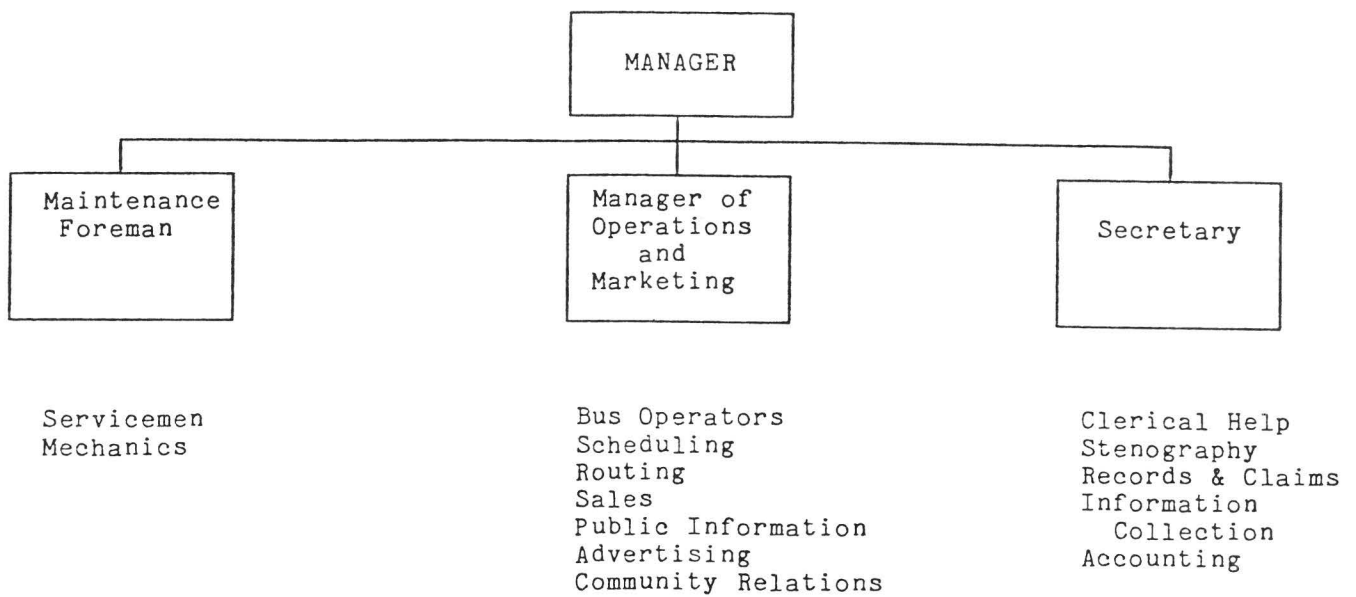 MANAGER
Maintenance
Foreman
Manager of
Operations
and
Marketing
Secretary
Servicemen
Mechanics
Bus Operators
Scheduling
Routing
Sales
Public Information
Advertising
Community Relations
Clerical Help
Stenography
Records & Claims
Information
Collection
Accounting